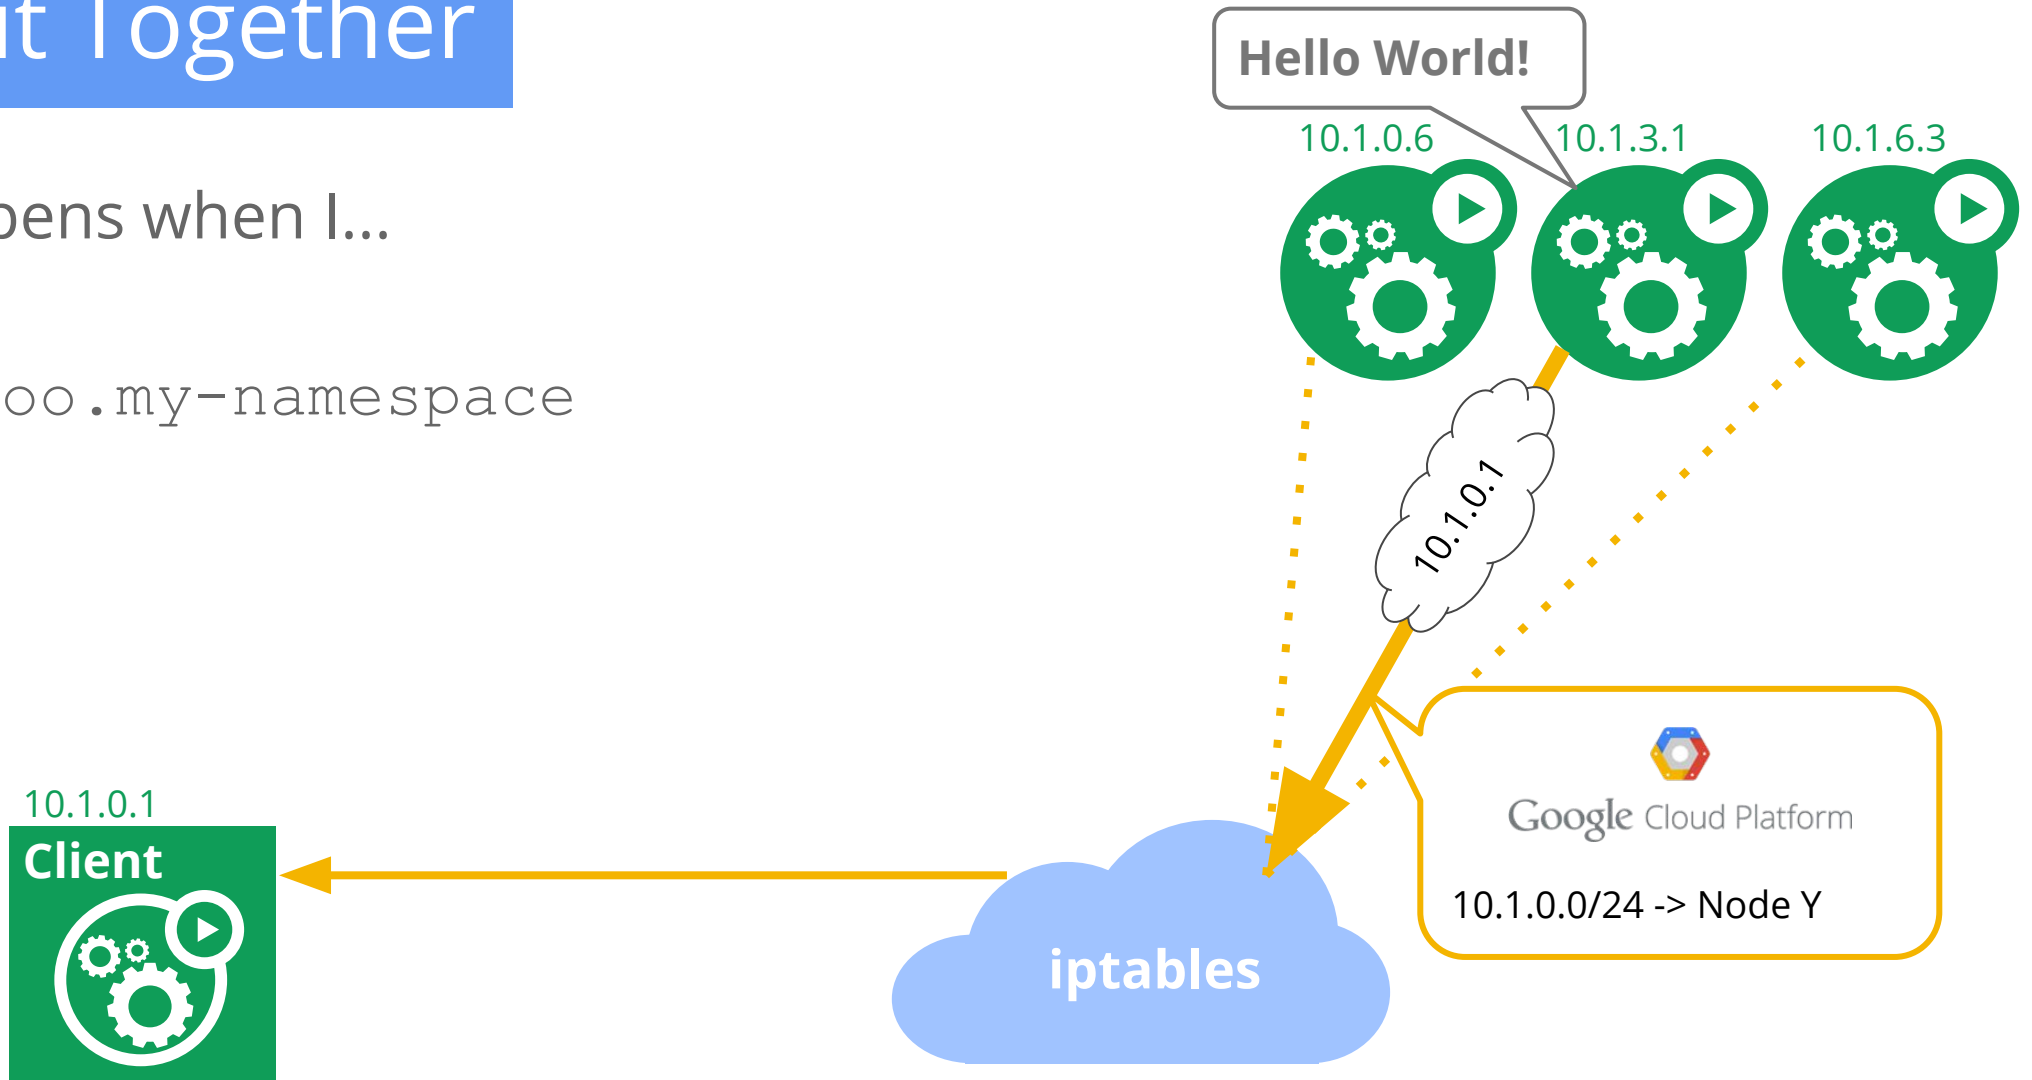 it Together
Hello World!
10.1.0.6
10.1.3.1
10.1.6.3
pens when I...
oo.my-namespace
10.1.0.1
Google Cloud Platform
10.1.0.0/24 -> Node Y
10.1.0.1
Client
iptables